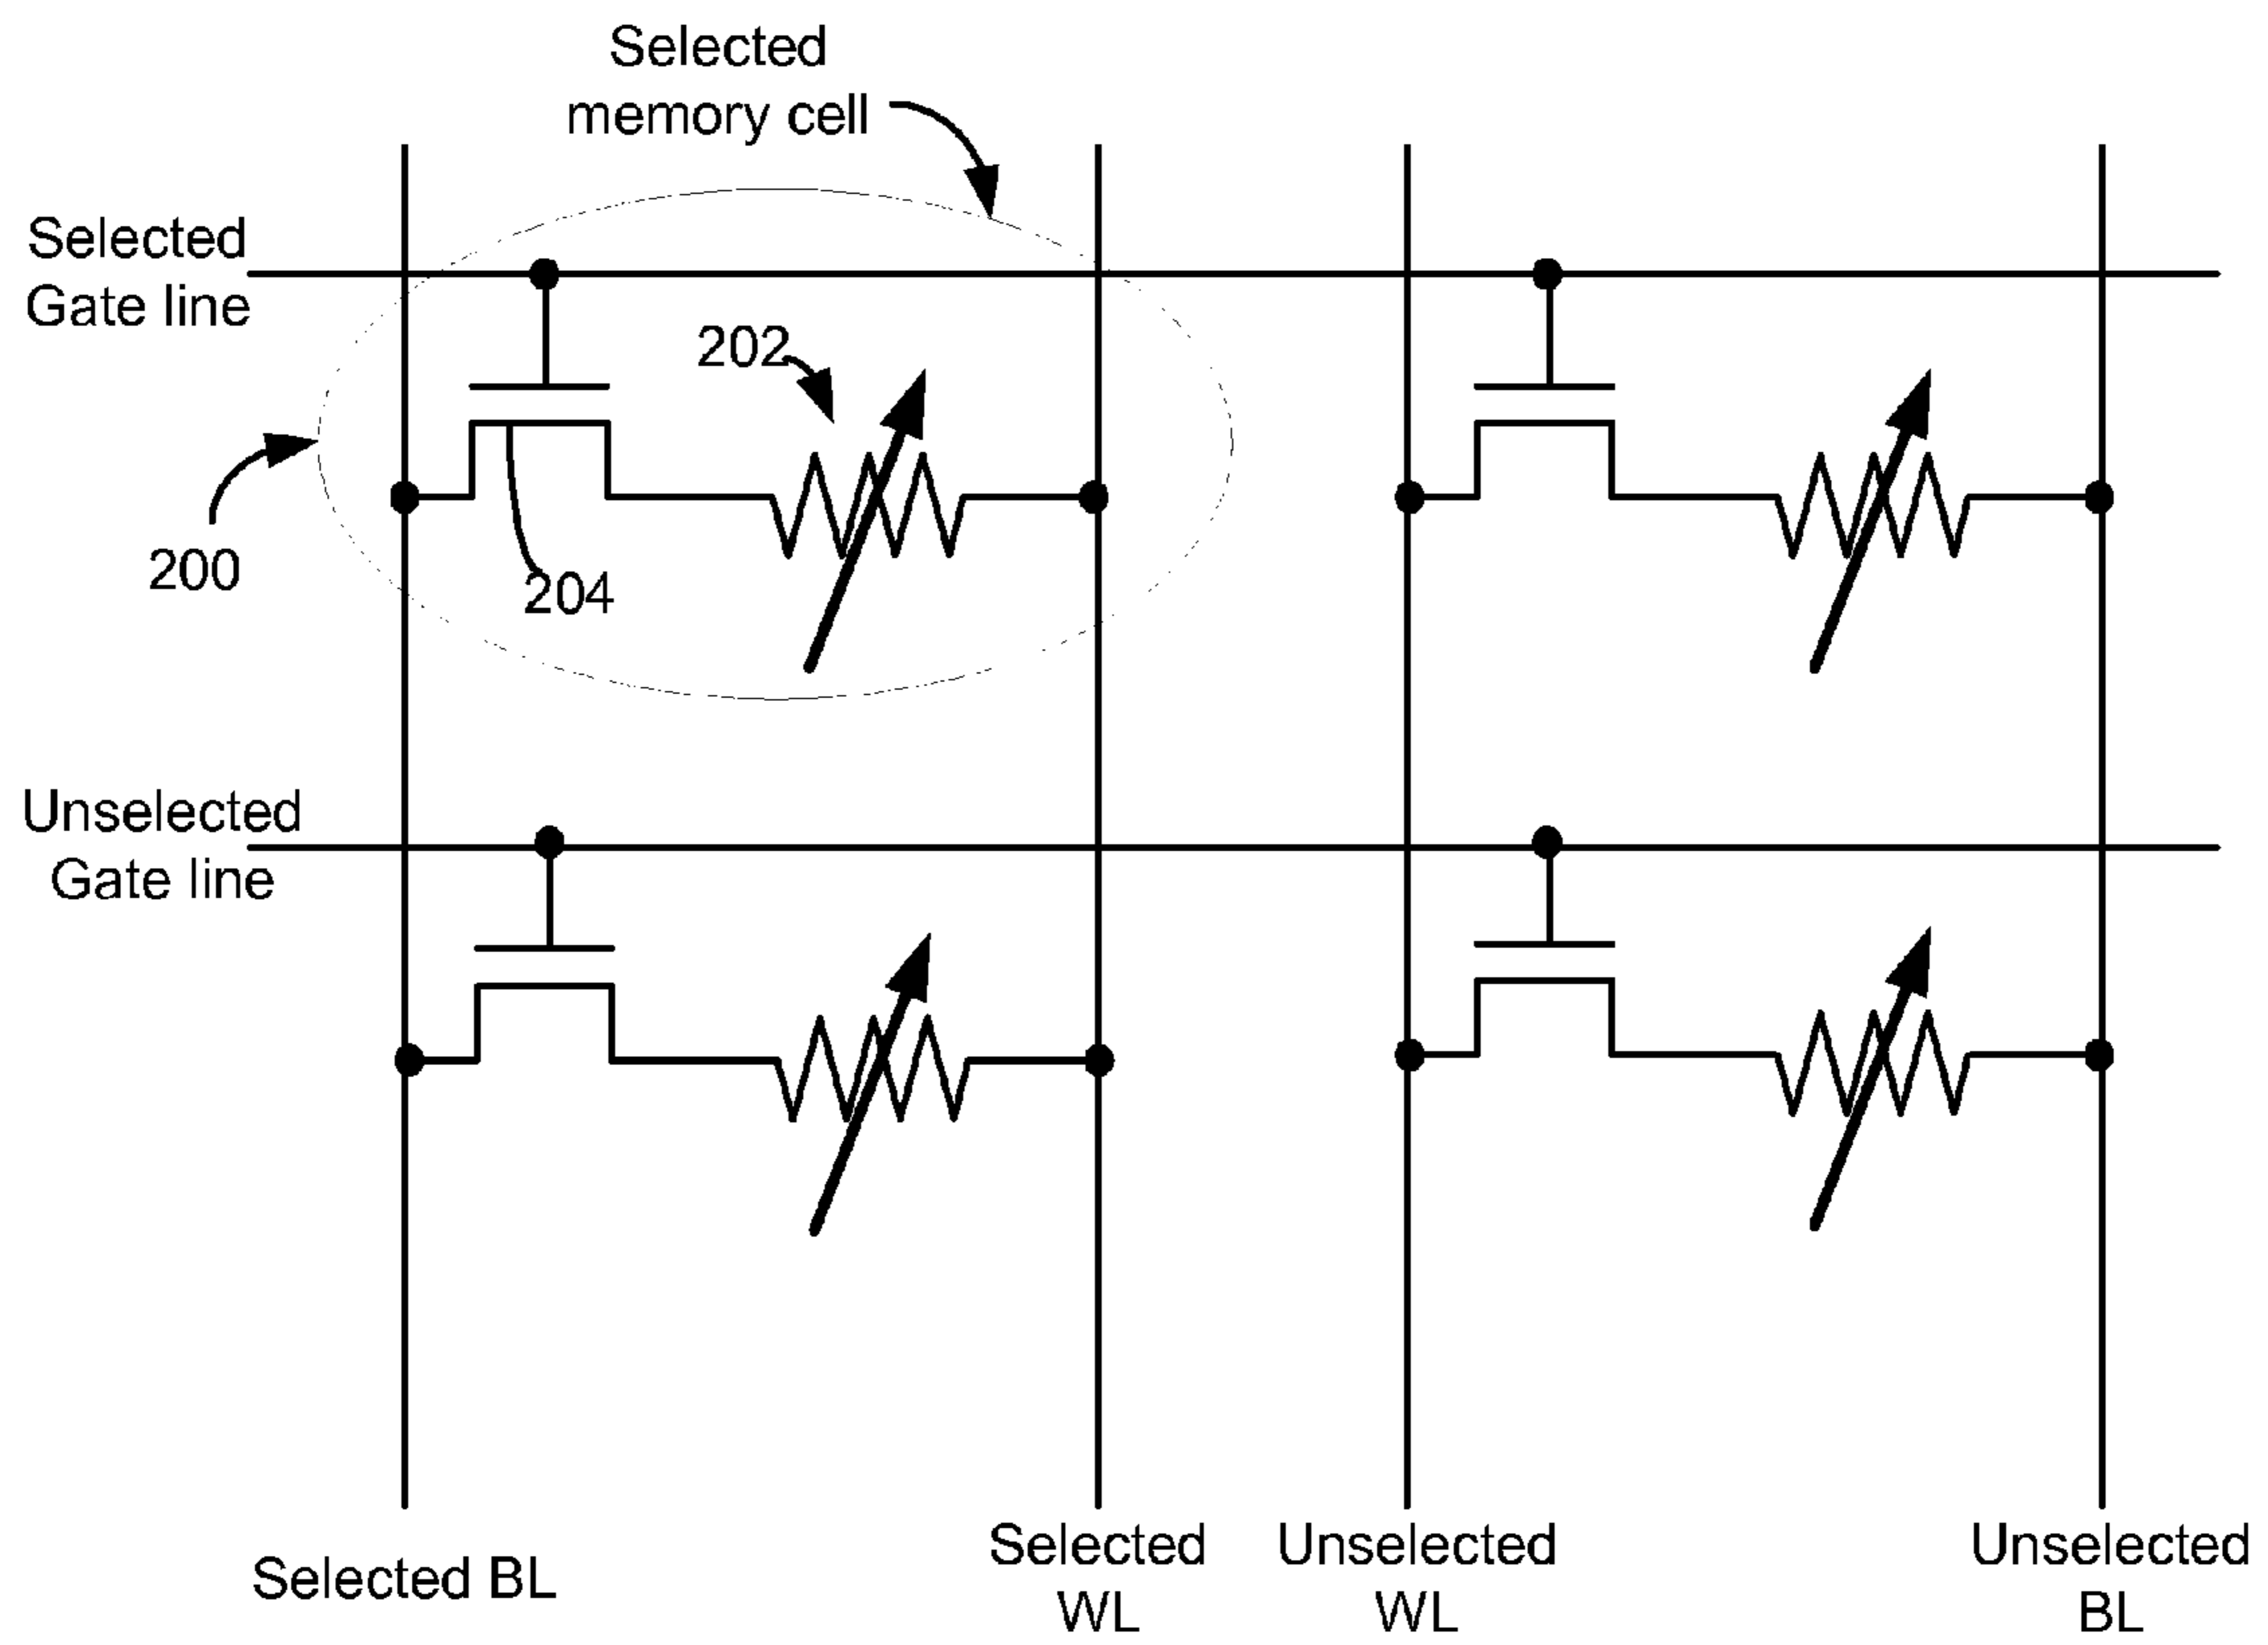 Selected
memory cell
Selected
Gate line
202
200
204
Unselected
Gate line
Selected BL
Selected
WL
Unselected
WL
Unselected
BL